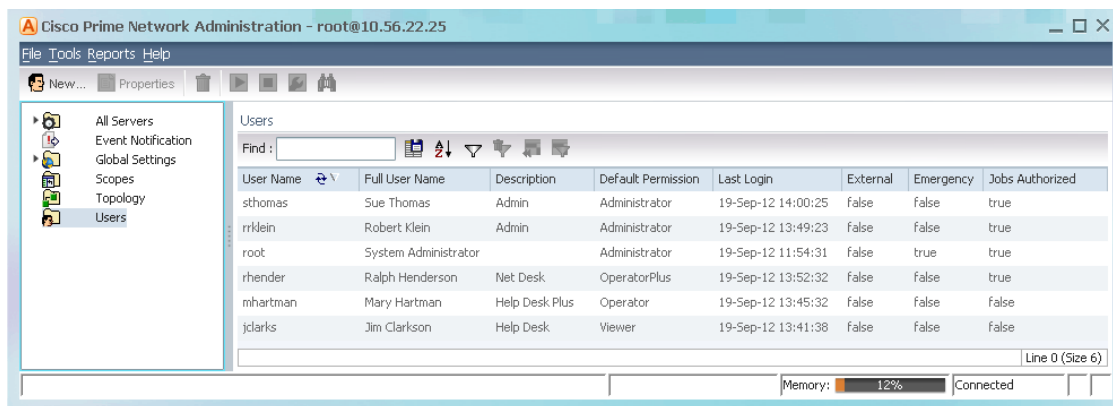 Cisco Prime Network Administration - root@10.56.22.25
File Tools Reports Help
New... Properties
All Servers
Event Notification
Global Settings
Scopes
Topology
Users
Users
Find :
User Name Full User Name Description Default Permission Last Login External Emergency Jobs Authorized
sthomas Sue Thomas Admin Administrator 19-Sep-12 14:00:25 false false true
rrklein Robert Klein Admin Administrator 19-Sep-12 13:49:23 false false true
root System Administrator Administrator 19-Sep-12 11:54:31 false true true
rhender Ralph Henderson Net Desk OperatorPlus 19-Sep-12 13:52:32 false false true
mhartman Mary Hartman Help Desk Plus Operator 19-Sep-12 13:45:32 false false false
jclarks Jim Clarkson Help Desk Viewer 19-Sep-12 13:41:38 false false false
Line 0 (Size 6)
Memory: 12% Connected